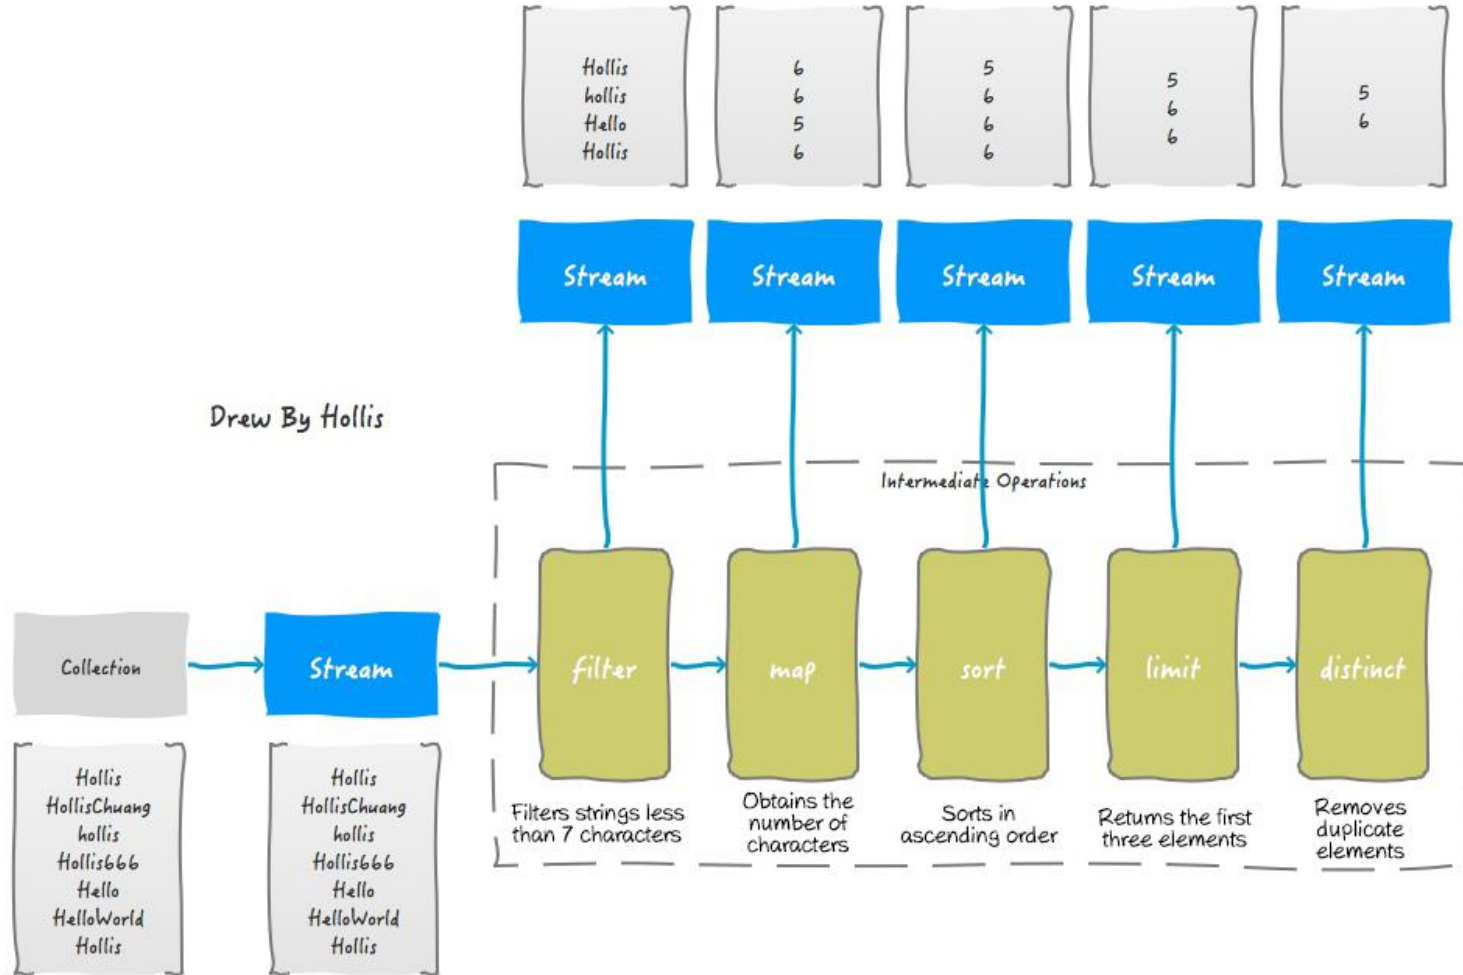 Hollis
hollis
Hello
Hollis
6
6
5
6
5
6
6
6
5
6
6
5
6
Stream
Stream
Stream
Stream
Stream
Drew By Hollis
Intermediate Operations
Collection
Stream
filter
map
sort
limit
distinct
Hollis
HollisChuang
hollis
Hollis666
Hello
HelloWorld
Hollis
Hollis
HollisChuang
hollis
Hollis666
Hello
HelloWorld
Hollis
Filters strings less
than 7 characters
Obtains the
number of
characters
Sorts in
ascending order
Returns the first
three elements
Removes
duplicate
elements